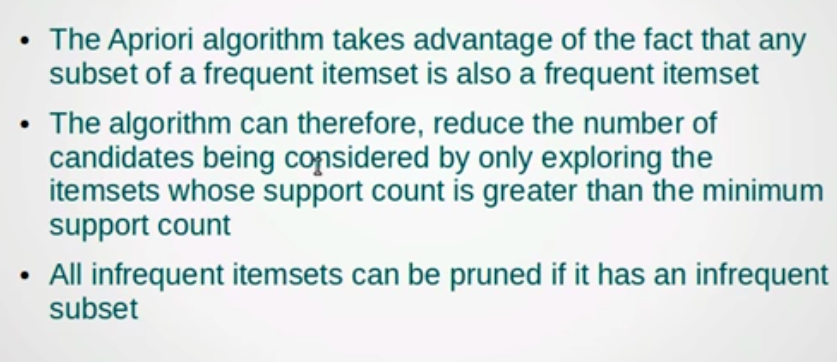 • The Apriori algorithm takes advantage of the fact that any
subset of a frequent itemset is also a frequent itemset
• The algorithm can therefore, reduce the number of
candidates being considered by only exploring the
itemsets whose support count is greater than the minimum
support count
• All infrequent itemsets can be pruned if it has an infrequent
subset